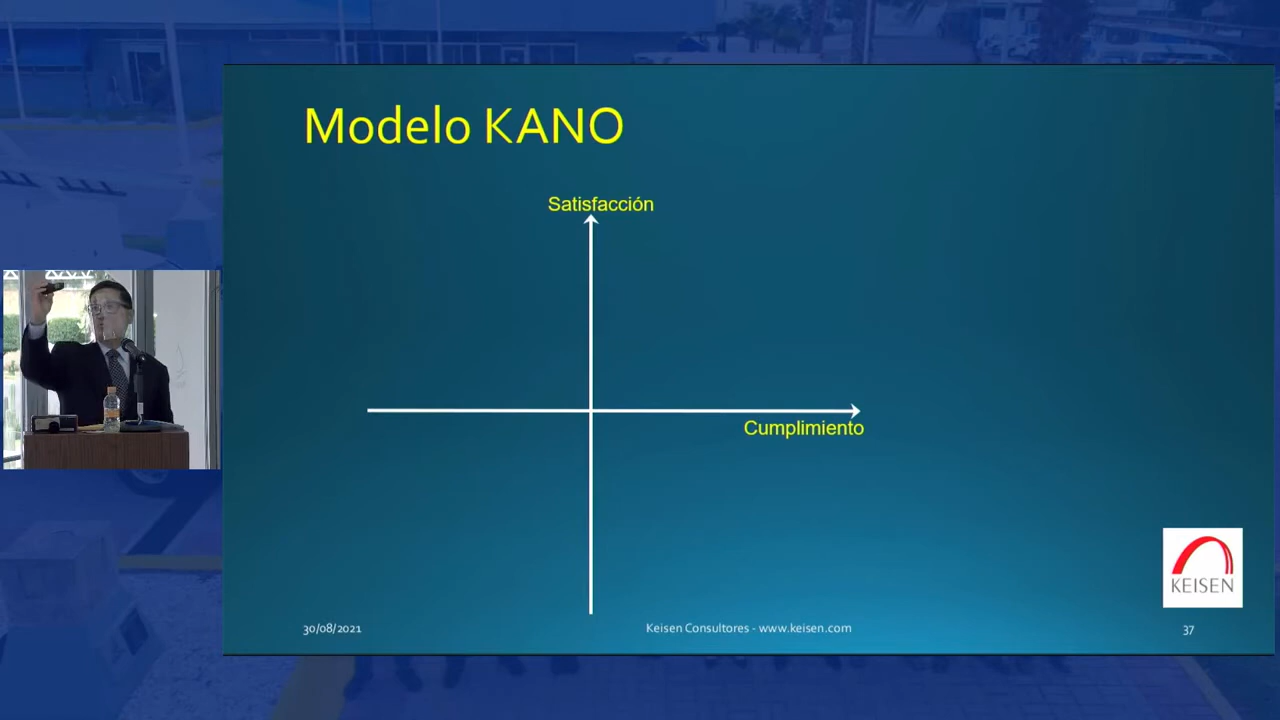 Modelo KANO
Satisfacción
Cumplimiento
KEISEN
30/08/2021
Keisen Consultores - www.keisen.com
37